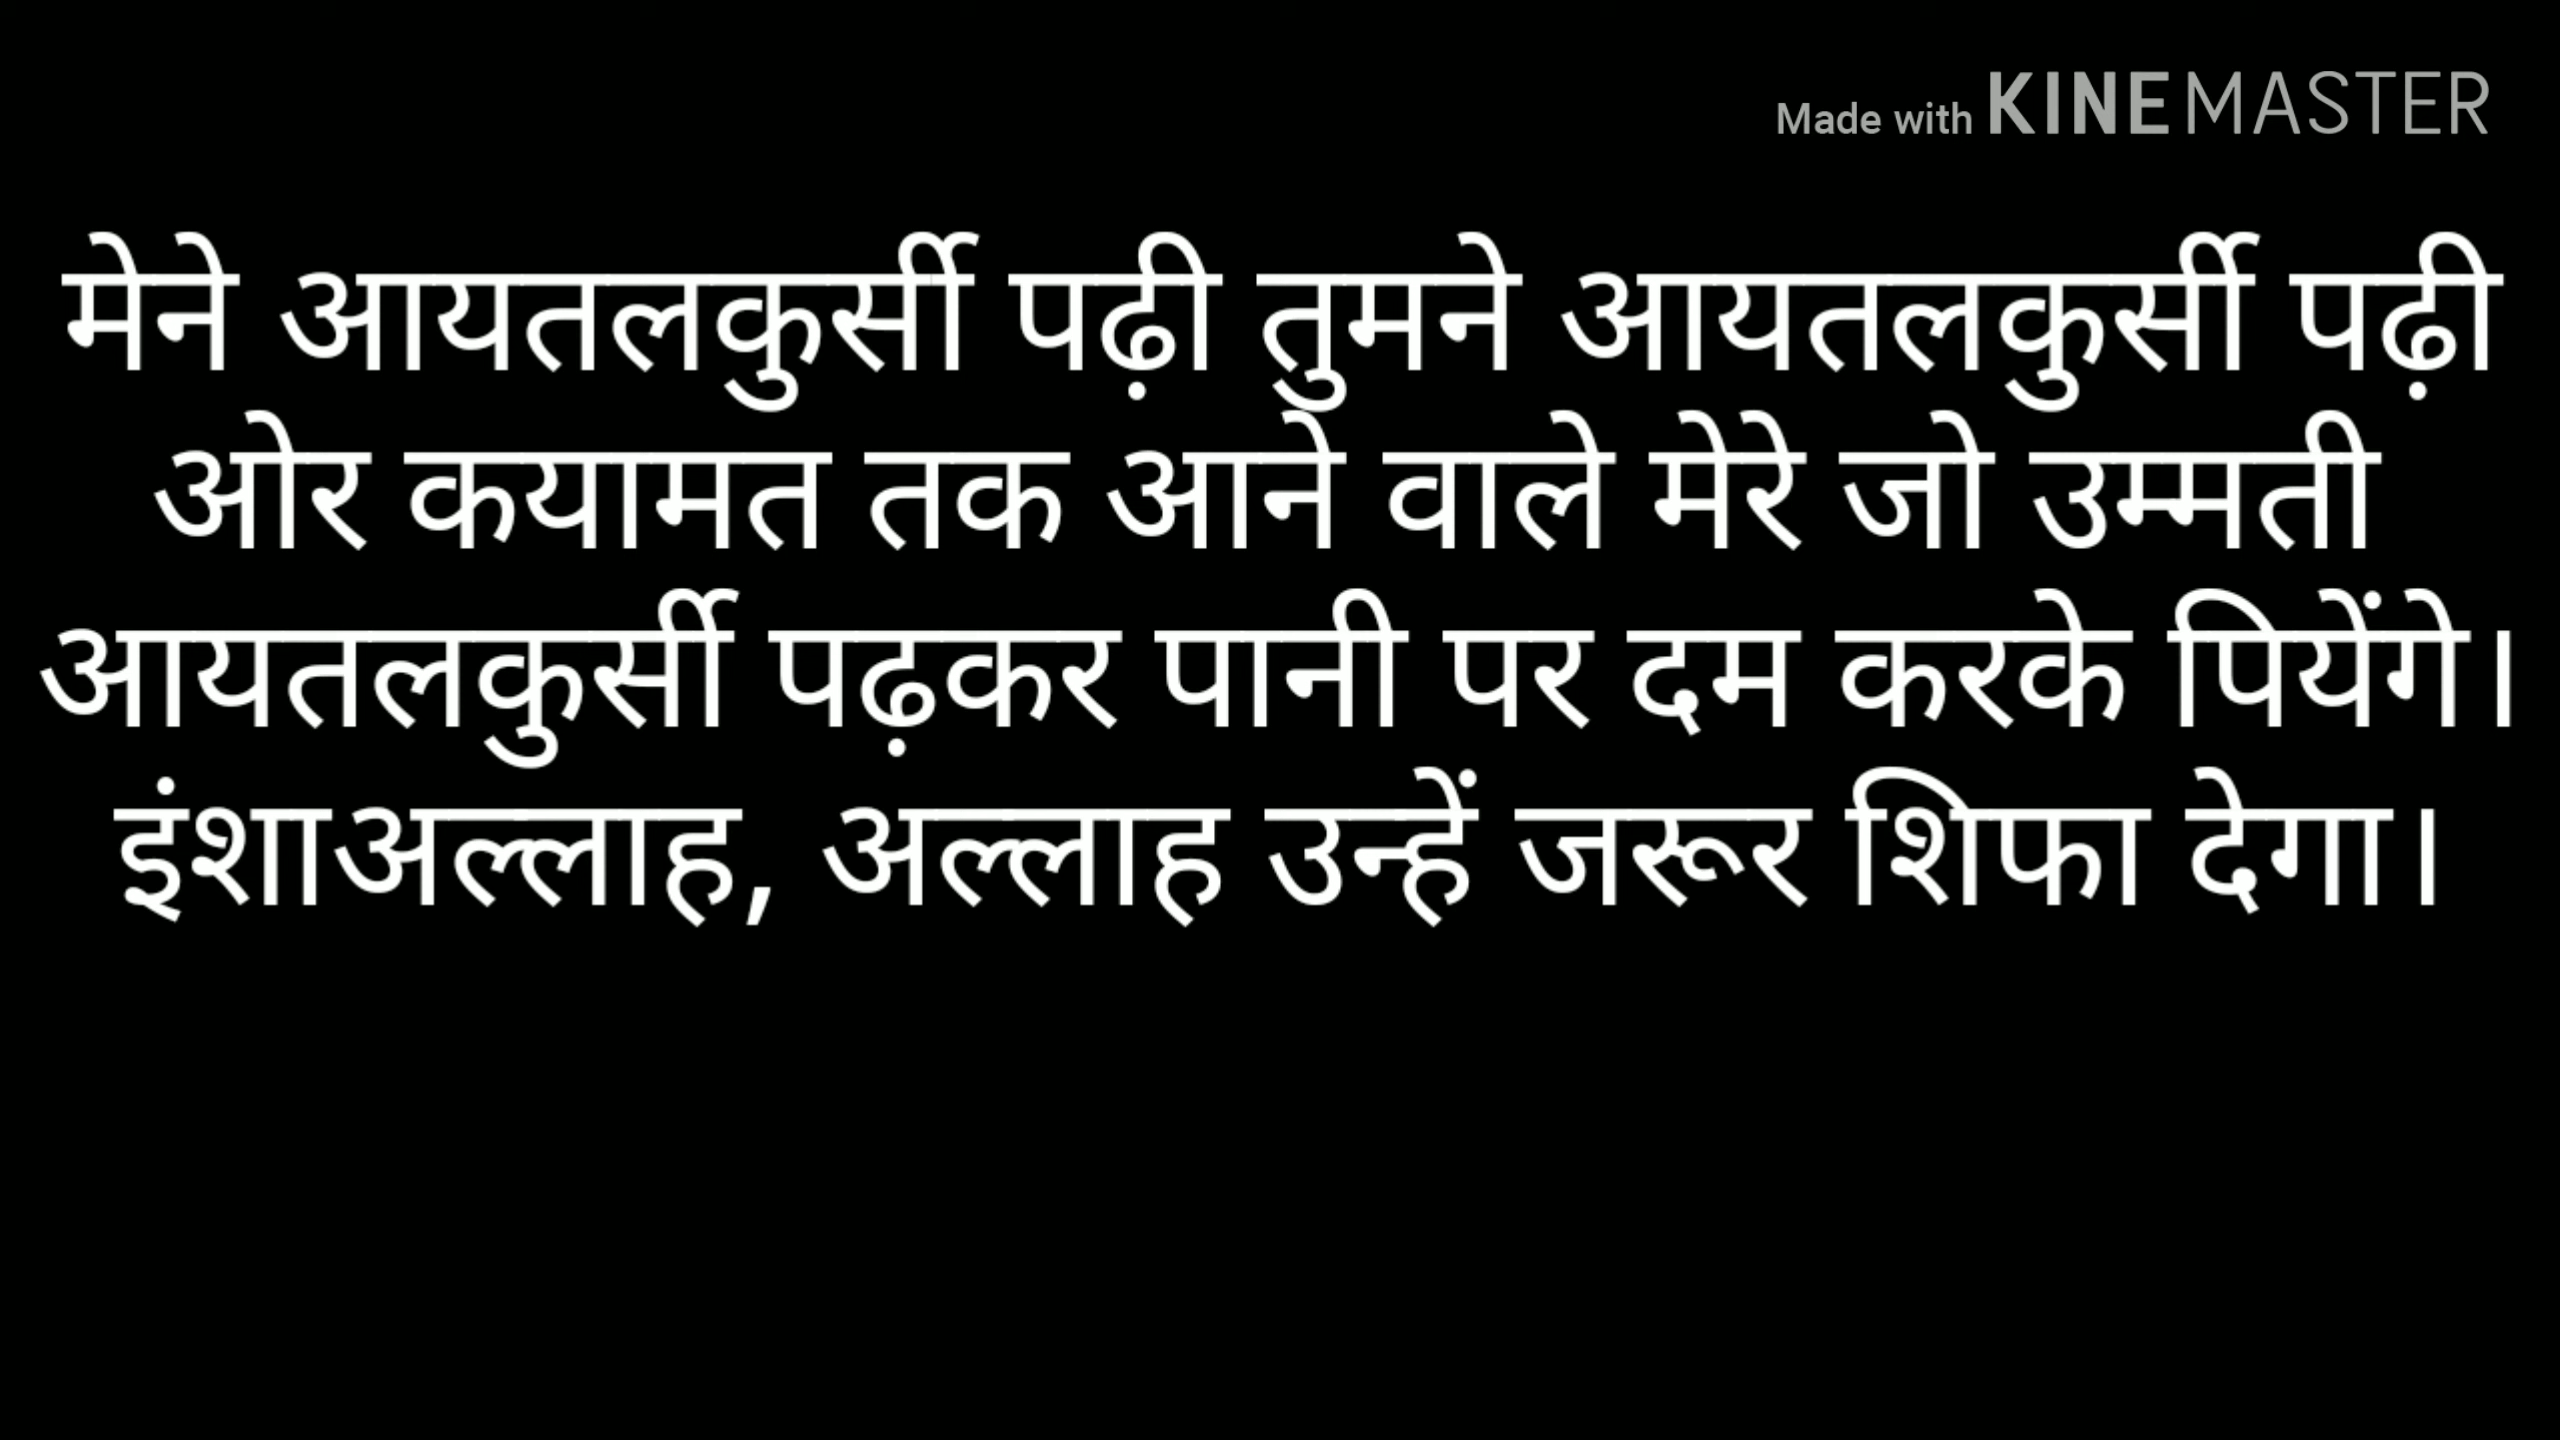 Made with KINEMASTER
मेने आयतलकुर्सी पढ़ी तुमने आयतलकुर्सी पढ़ी
ओर कयामत तक आने वाले मेरे जो उम्मती
आयतलकुर्सी पढ़कर पानी पर दम करके पियेंगे।
इंशाअल्लाह, अल्लाह उन्हें जरूर शिफा देगा।